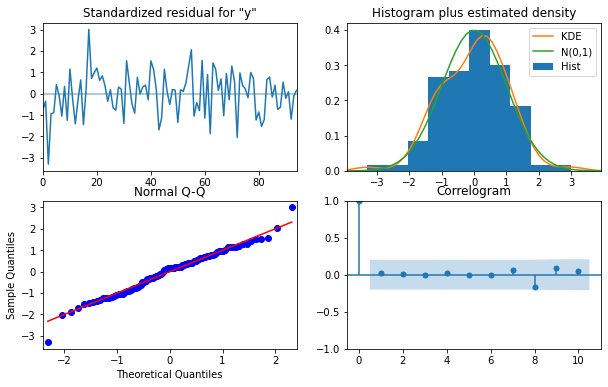 Standardized residual for "y"
3
2
1
0
−1
−2
−3
0 20 40 60 80
Histogram plus estimated density
0.4
0.3
0.2
0.1
0.0
KDE
N(0,1)
Hist
−3 −2 −1 0 1 2 3
Normal Q-Q
Sample Quantiles
3
2
1
0
−1
−2
−3
−2 −1 0 1 2
Theoretical Quantiles
Correlogram
1.0
0.5
0.0
−0.5
−1.0
0 2 4 6 8 10